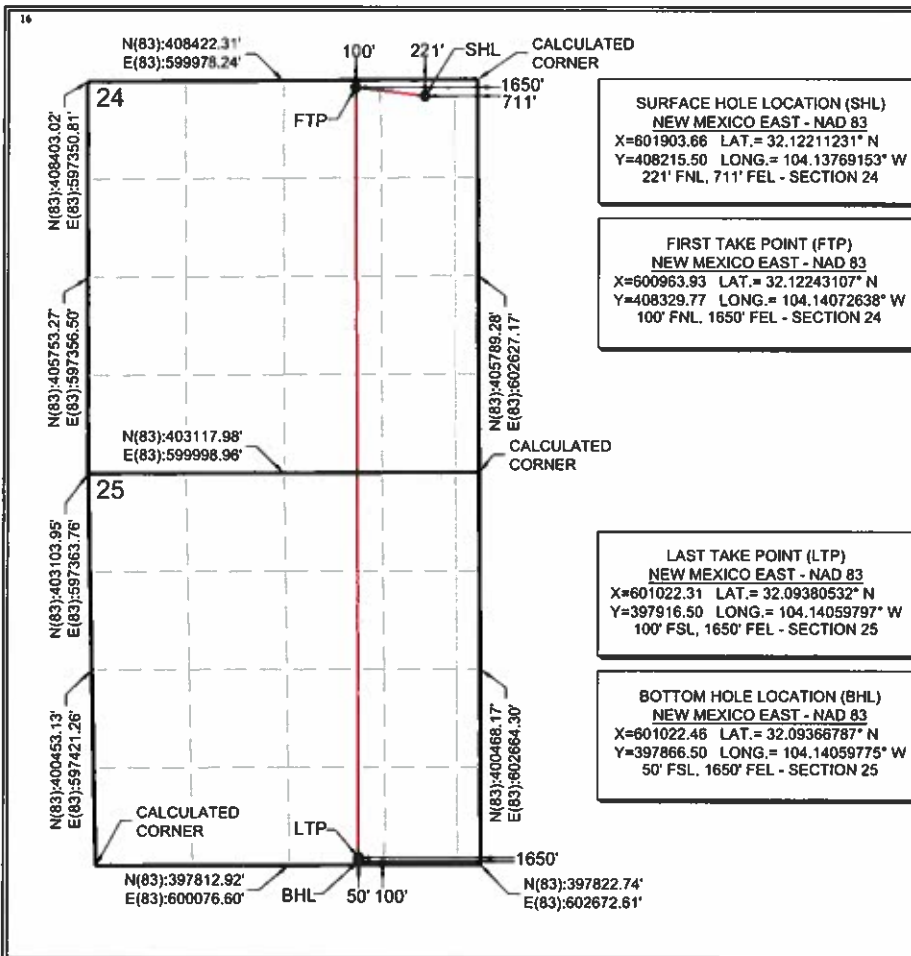 16
N(83):408422.31'
E(83):599978.24'
100'
221'
SHL
CALCULATED
CORNER
1650'
711'
24
FTP
N(83):408403.02'
E(83):597350.81'
N(83):405753.27'
E(83):597356.50'
N(83):405789.28'
E(83):602627.17'
N(83):403117.98'
E(83):599998.96'
CALCULATED
CORNER
25
N(83):403103.95'
E(83):597363.76'
N(83):400453.13'
E(83):597421.26'
N(83):400468.17'
E(83):602664.30'
CALCULATED
CORNER
LTP
1650'
N(83):397812.92'
E(83):600076.60'
BHL
50'
100'
N(83):397822.74'
E(83):602672.61'
SURFACE HOLE LOCATION (SHL)
NEW MEXICO EAST - NAD 83
X=601903.66 LAT.= 32.12211231° N
Y=408215.50 LONG.= 104.13769153° W
221' FNL, 711' FEL - SECTION 24
FIRST TAKE POINT (FTP)
NEW MEXICO EAST - NAD 83
X=600963.93 LAT.= 32.12243107° N
Y=408329.77 LONG.= 104.14072638° W
100' FNL, 1650' FEL - SECTION 24
LAST TAKE POINT (LTP)
NEW MEXICO EAST - NAD 83
X=601022.31 LAT.= 32.09380532° N
Y=397916.50 LONG.= 104.14059797° W
100' FSL, 1650' FEL - SECTION 25
BOTTOM HOLE LOCATION (BHL)
NEW MEXICO EAST - NAD 83
X=601022.46 LAT.= 32.09366787° N
Y=397866.50 LONG.= 104.14059775° W
50' FSL, 1650' FEL - SECTION 25